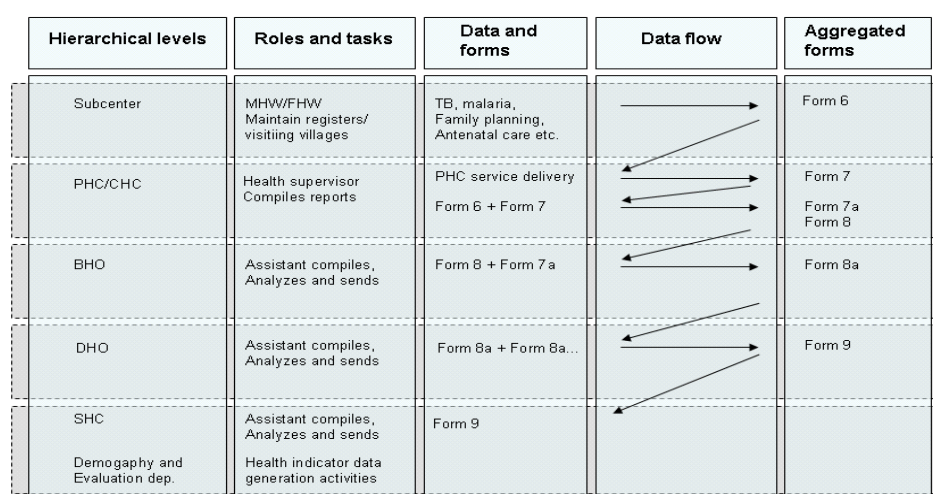 Hierarchical levels
Roles and tasks
Data and
forms
Data flow
Aggregated
forms
Subcenter
MHW/FHW
Maintain registers/
visitiing villages
TB, malaria,
Family planning,
Antenatal care etc.
Form 6
PHC/CHC
Health supervisor
Compiles reports
PHC service delivery
Form 6 + Form 7
Form 7
Form 7a
Form 8
BHO
Assistant compiles,
Analyzes and sends
Form 8 + Form 7a
Form 8a
DHO
Assistant compiles,
Analyzes and sends
Form 8a + Form 8a...
Form 9
SHC
Assistant compiles,
Analyzes and sends
Form 9
Demogaphy and
Evaluation dep.
Health indicator data
generation activities